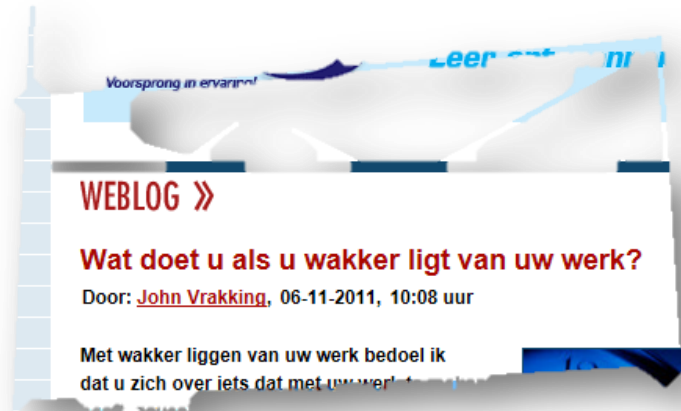 Voorsprong in ervaring!
Leer
WEBLOG »
Wat doet u als u wakker ligt van uw werk?
Door: John Vrakking, 06-11-2011, 10:08 uur
Met wakker liggen van uw werk bedoel ik
dat u zich over iets dat met uw werk